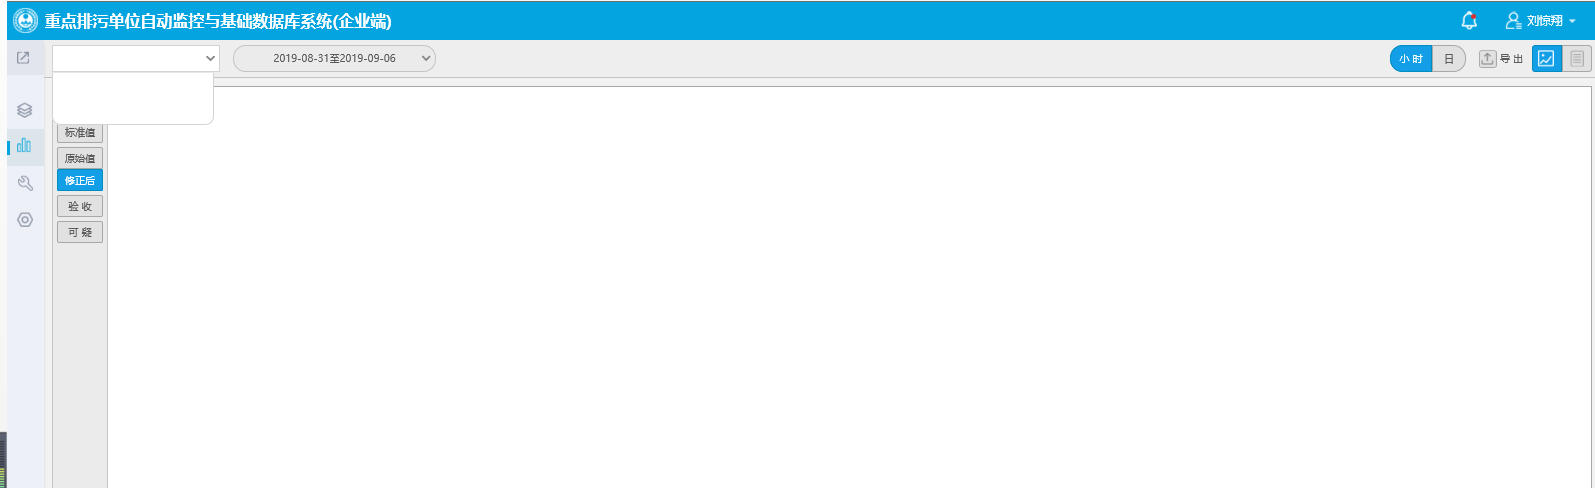 重点排污单位自动监控与基础数据库系统(企业端)
刘惊翔
2019-08-31至2019-09-06
小时
日
导出
标准值
原始值
修正后
验收
可疑